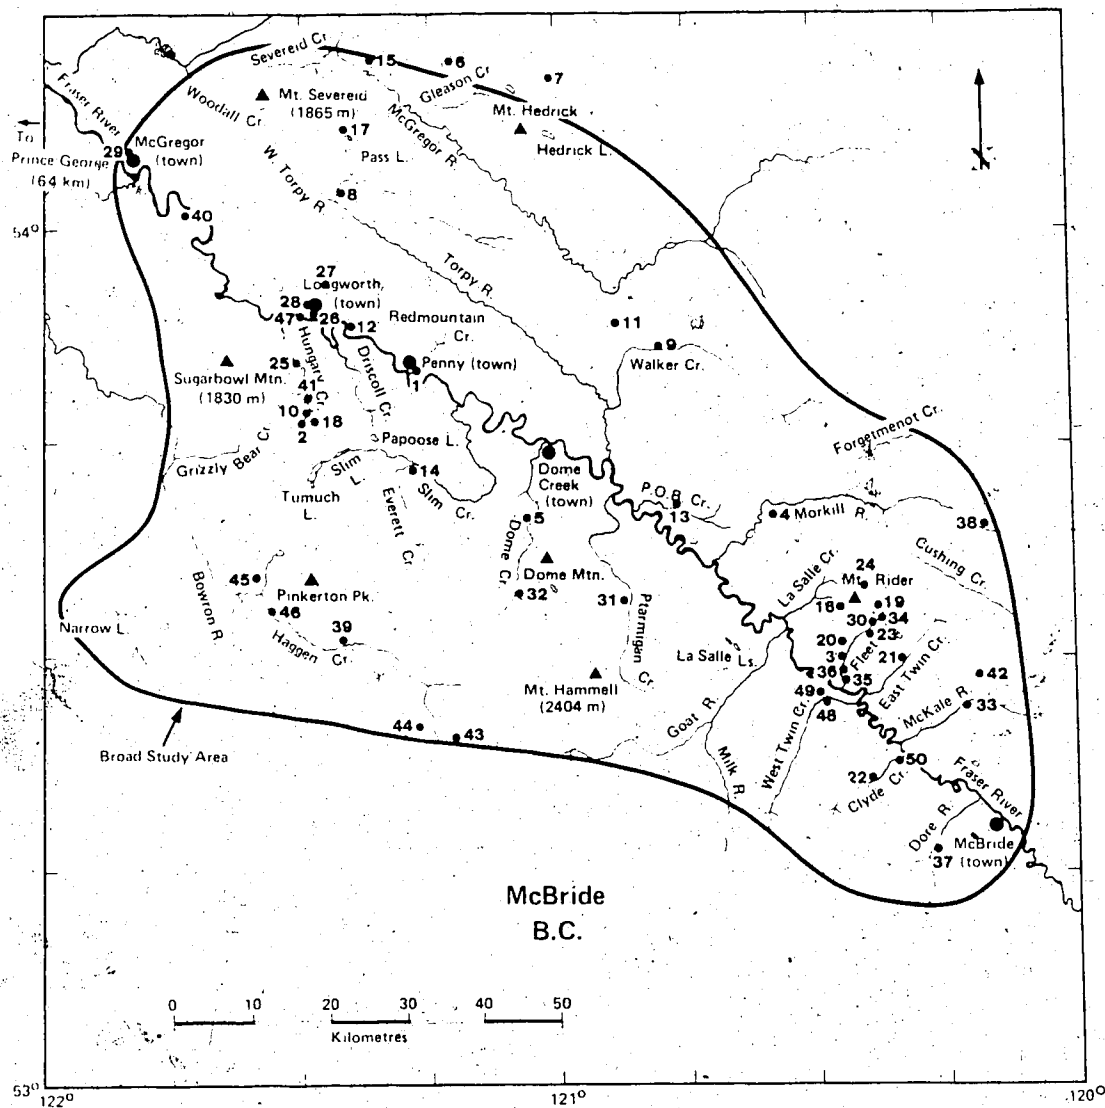 Severeid Cr.
15
6
Gleason Cr.
7
Fraser River
Woodall Cr.
Mt. Severeid
(1865 m)
McGregor R.
Mt. Hedrick
Hedrick L.
N
To
Prince George
(64 km)
29
McGregor
(town)
17
Pass L.
W. Torpy R.
8
40
54°
Torpy R.
27
Longworth
(town)
28
47
26
12
Redmountain
Cr.
11
9
Walker Cr.
Hungary Cr.
Driscoll Cr.
Penny (town)
1
25
Sugarbowl Mtn.
(1830 m)
41
10
18
2
Papoose L.
Forgetmenot Cr.
Grizzly Bear Cr.
Slim
L.
14
Slim
Cr.
Tumuch
L.
Everett
Cr
Dome
Creek
(town)
P.O.B. Cr.
13
4
Morkill R.
38
5
Dome Cr.
Cushing Cr.
45
Bowron R.
Pinkerton Pk.
Dome Mtn.
32
31
La Salle Cr.
24
Mt. Rider
16
19
30
34
23
46
Narrow L.
39
Haggen Cr.
Ptarmigan
Cr.
La Salle Ls.
20
3
Fleet
21
36
35
East Twin Cr.
42
Mt. Hammell
(2404 m)
Goat R.
49
48
McKale R.
33
44
43
Broad Study Area
Milk
R.
West Twin Cr.
50
22
Clyde Cr.
Fraser River
Dore R.
McBride
(town)
37
McBride
B.C.
0
10
20
30
40
50
Kilometres
53°
122°
121°
120°